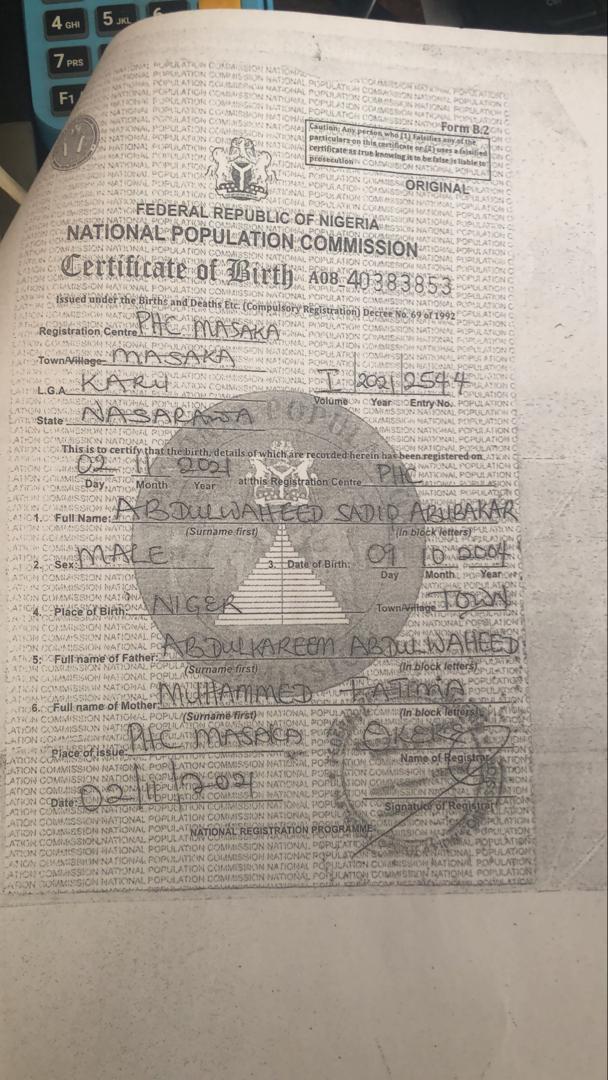 4 GHI 5 JKL 6
7 PRS
F1
Form B.2
Caution: Any person who (1) falsifies any of the
particulars on this certificate or (2) uses a falsified
certificate as true knowing is to be false is liable to
prosecution
ORIGINAL
FEDERAL REPUBLIC OF NIGERIA
NATIONAL POPULATION COMMISSION
Certificate of Birth A0B 40383853
Issued under the Births and Deaths Etc. (Compulsory Registration) Decree No. 69 of 1992
Registration Centre PHC MASAKA
Town/Village MASAKA
L.G.A. KARU I 2021 2544
Volume Year Entry No.
State NASARAWA
This is to certify that the birth, details of which are recorded herein has been registered on
02 11 2021 at this Registration Centre PHC
Day Month Year
1. Full Name: ABDULWAHEED SADIQ ABUBAKAR
(Surname first) (In block letters)
2. Sex: MALE 3. Date of Birth: 09 10 2004
Day Month Year
4. Place of Birth: NIGER Town/Village TOWN
5: Full name of Father: ABDULKAREEM ABDULWAHEED
(Surname first) (In block letters)
6. Full name of Mother: MUHAMMED FATIMA
(Surname first) (In block letters)
Place of issue: PHC MASAKA OKEKE
Name of Registrar
Date: 02/11/2021
Signature of Registrar
NATIONAL REGISTRATION PROGRAMME